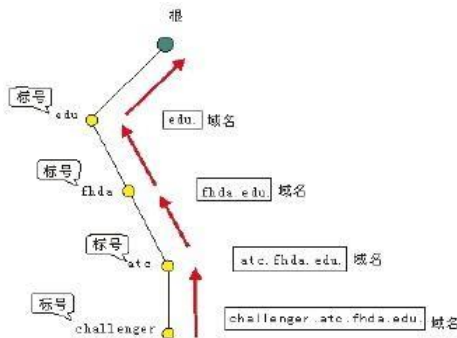 根
标号
edu
edu. 域名
标号
fhda
fhda.edu. 域名
标号
atc
atc.fhda.edu. 域名
标号
challenger
challenger.atc.fhda.edu. 域名